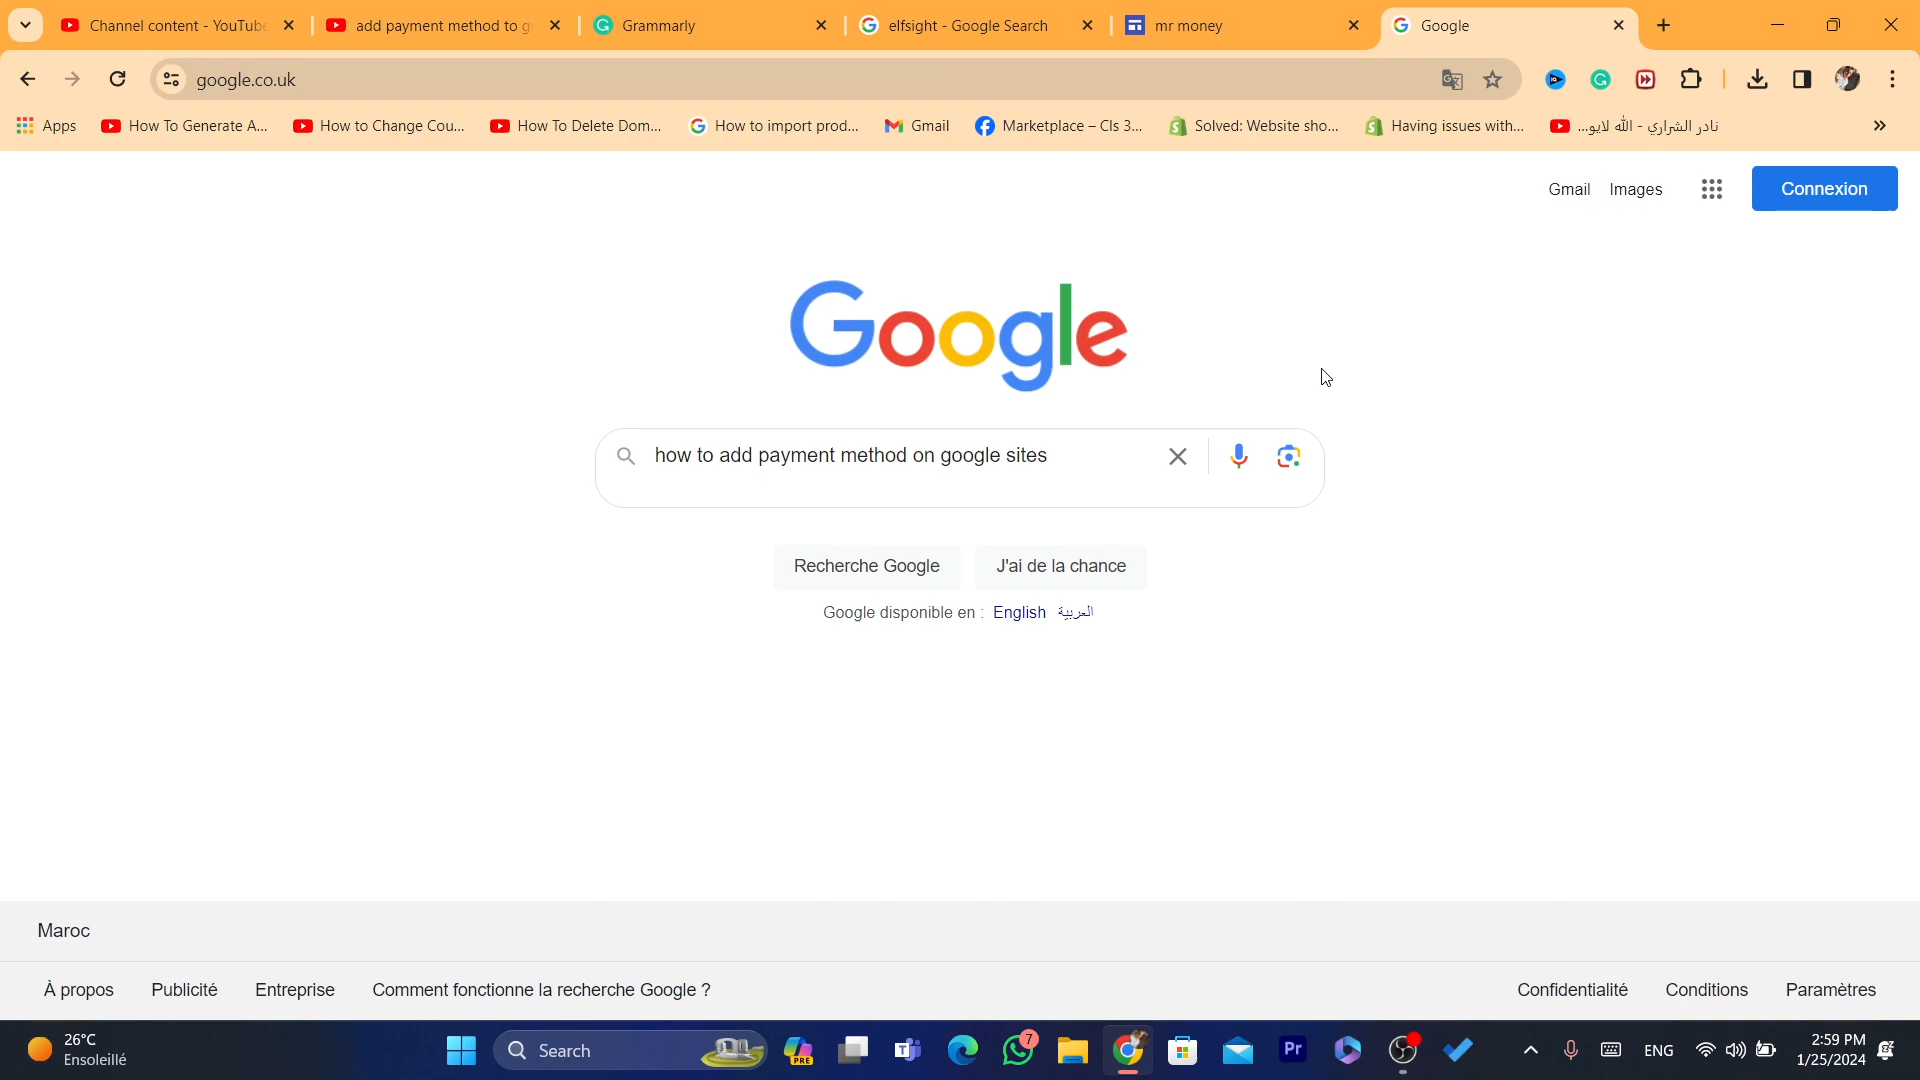 Channel content - YouTube
add payment method to g
Grammarly
elfsight - Google Search
mr money
Google
google.co.uk
Apps
How To Generate A...
How to Change Cou...
How To Delete Dom...
How to import prod...
Gmail
Marketplace – Cls 3...
Solved: Website sho...
Having issues with...
نادر الشراري - الله لايو...
Gmail
Images
Connexion
Google
how to add payment method on google sites
Recherche Google
J'ai de la chance
Google disponible en : English العربية
Maroc
À propos
Publicité
Entreprise
Comment fonctionne la recherche Google ?
Confidentialité
Conditions
Paramètres
26°C
Ensoleillé
Search
PRE
7
Pr
ENG
2:59 PM
1/25/2024